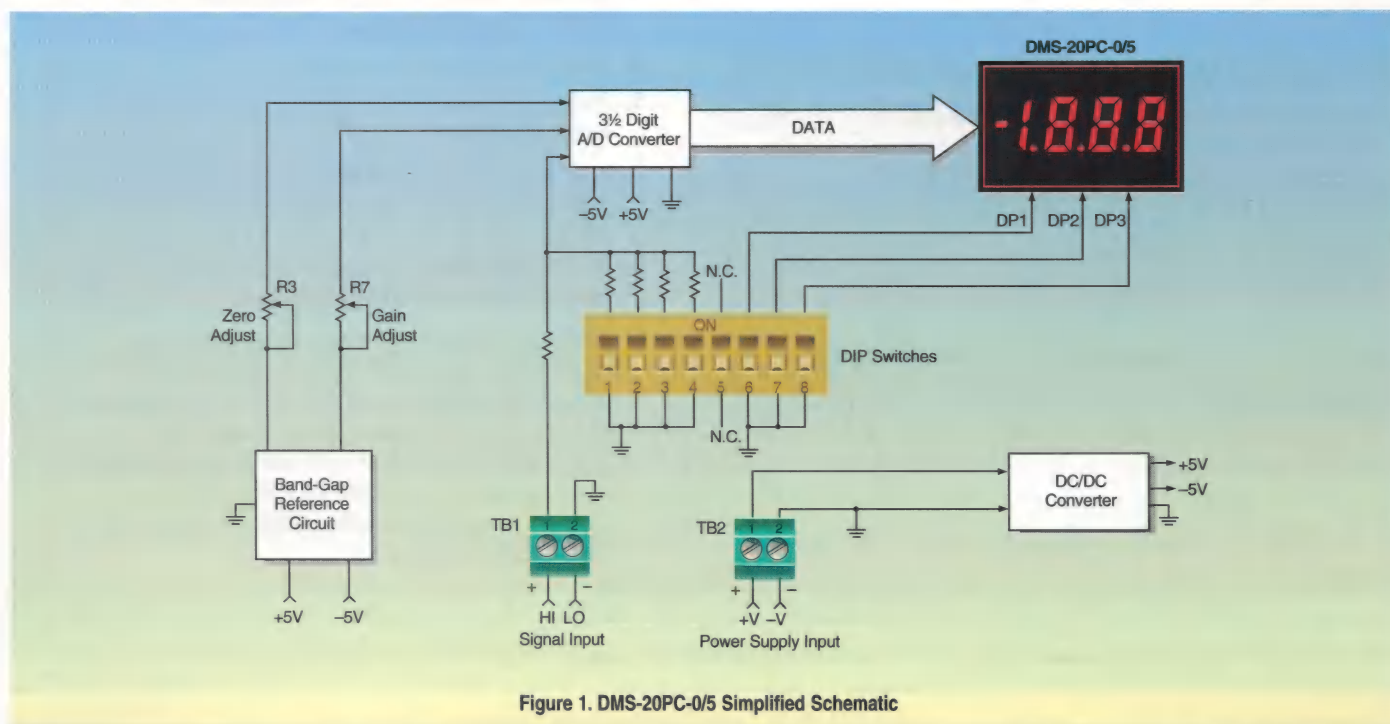 DMS-20PC-0/5
3½ Digit
A/D Converter
DATA
-1.8.8.8
-5V +5V
DP1 DP2 DP3
N.C.
R3
Zero
Adjust
R7
Gain
Adjust
ON
1 2 3 4 5 6 7 8
DIP Switches
N.C.
Band-Gap
Reference
Circuit
+5V -5V
TB1
1 2
+ -
HI LO
Signal Input
TB2
1 2
+ -
+V -V
Power Supply Input
DC/DC
Converter
+5V
-5V
Figure 1. DMS-20PC-0/5 Simplified Schematic